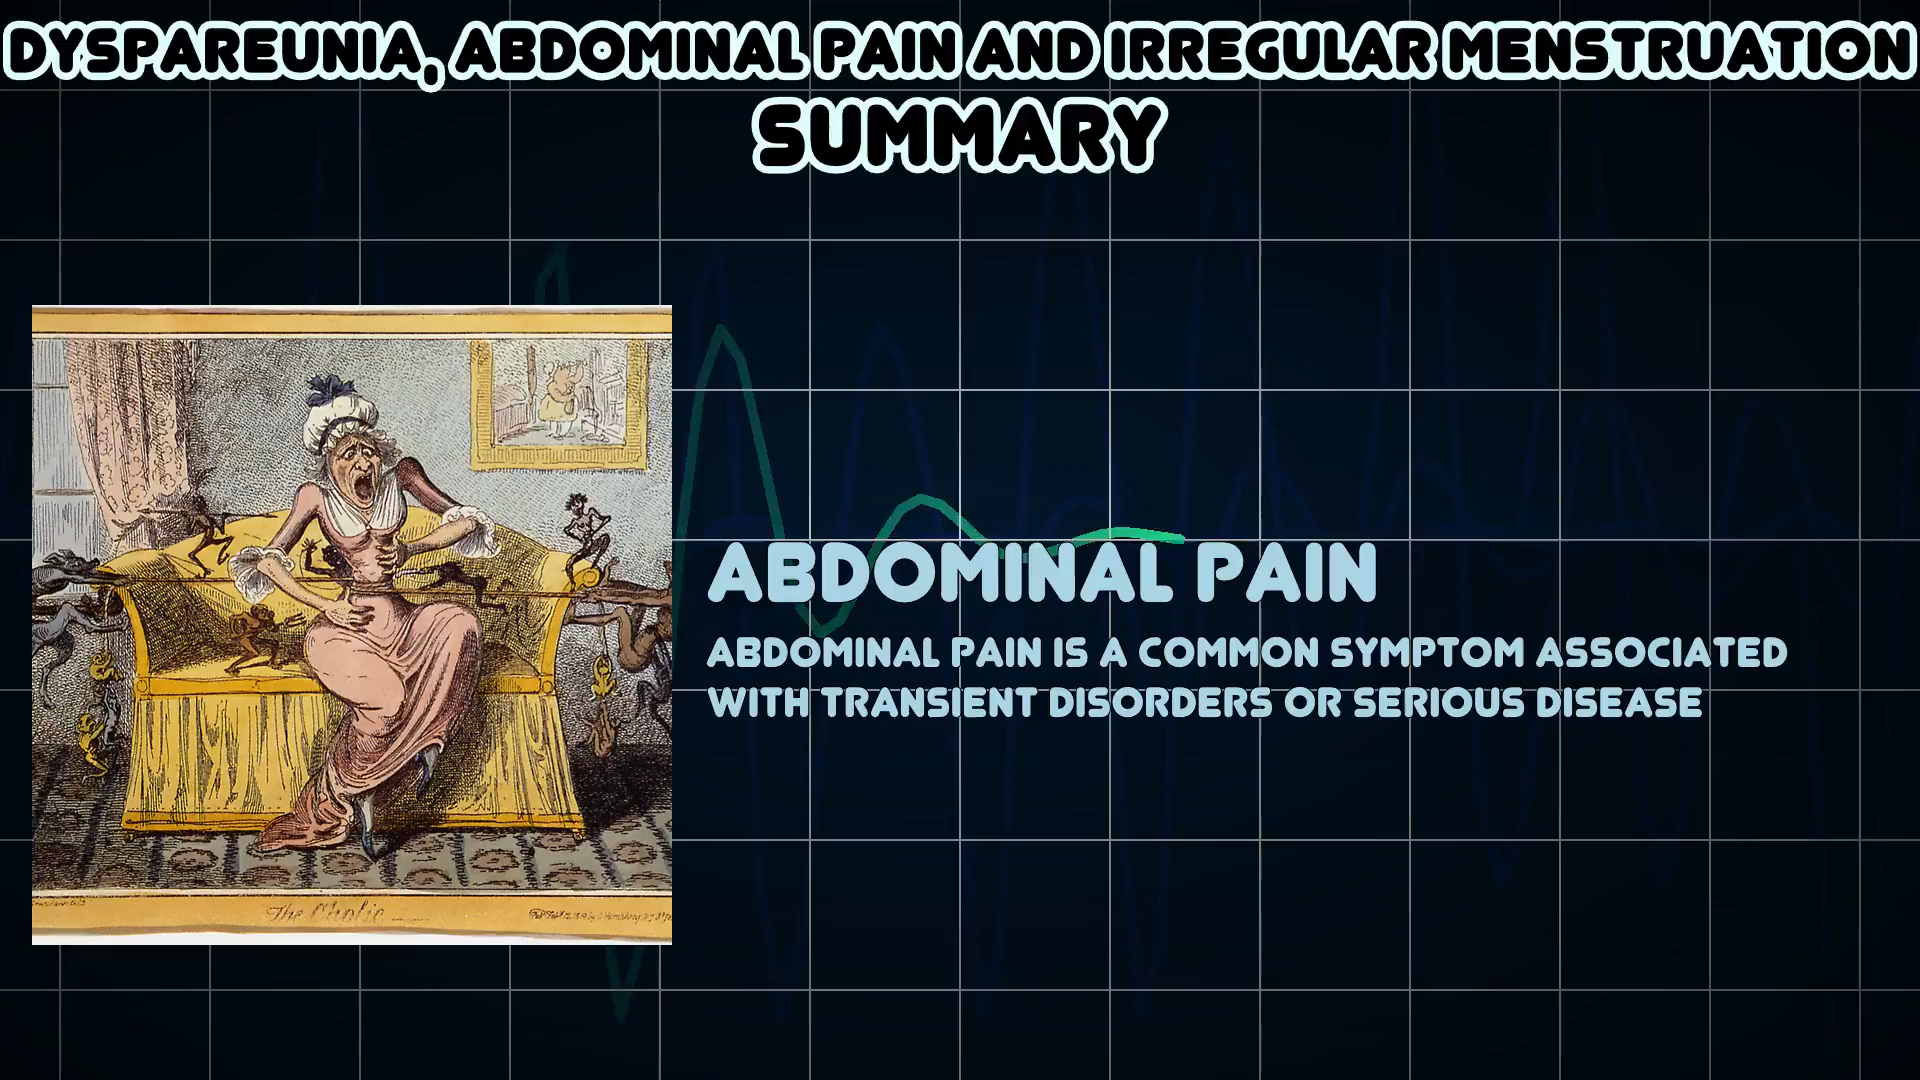 DYSPAREUNIA, ABDOMINAL PAIN AND IRREGULAR MENSTRUATION
SUMMARY
ABDOMINAL PAIN
ABDOMINAL PAIN IS A COMMON SYMPTOM ASSOCIATED
WITH TRANSIENT DISORDERS OR SERIOUS DISEASE
The Cholic